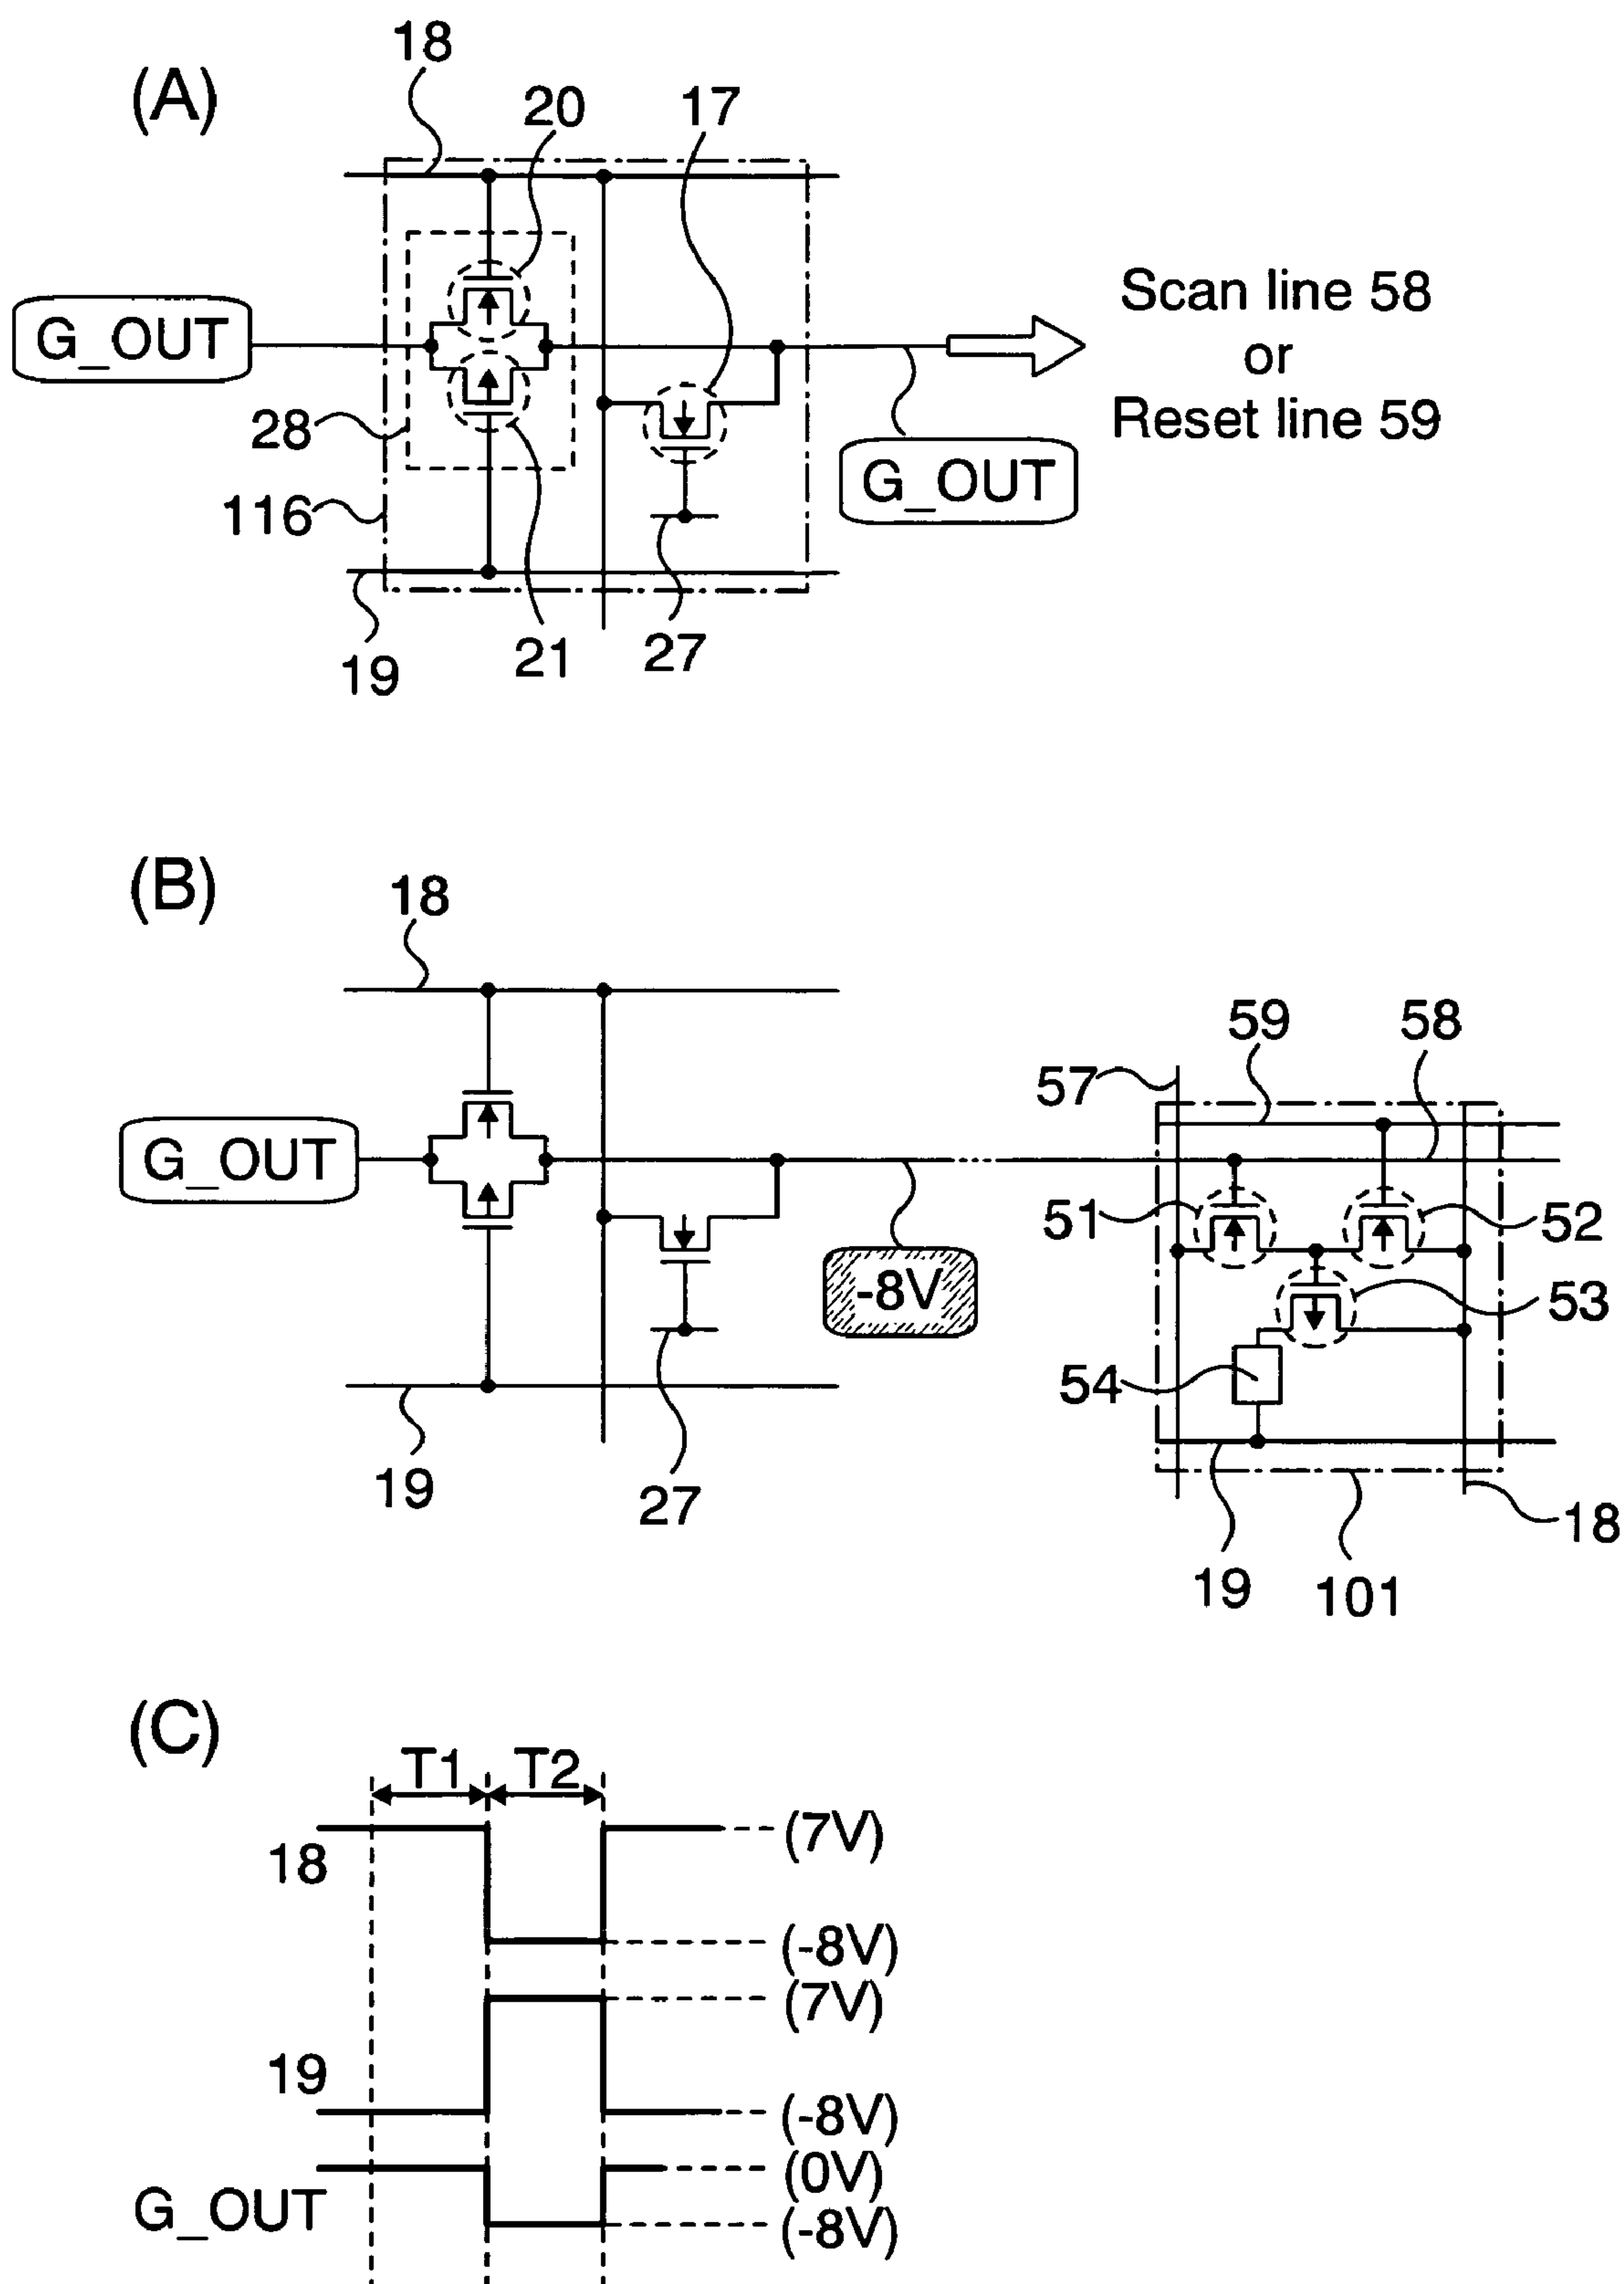 (A)
18
20
17
G_OUT
Scan line 58
or
Reset line 59
28
G_OUT
116
21
27
19
(B)
18
59
58
57
G_OUT
51
52
-8V
53
54
19
27
18
19
101
(C)
T1
T2
(7V)
18
(-8V)
(7V)
19
(-8V)
(0V)
G_OUT
(-8V)